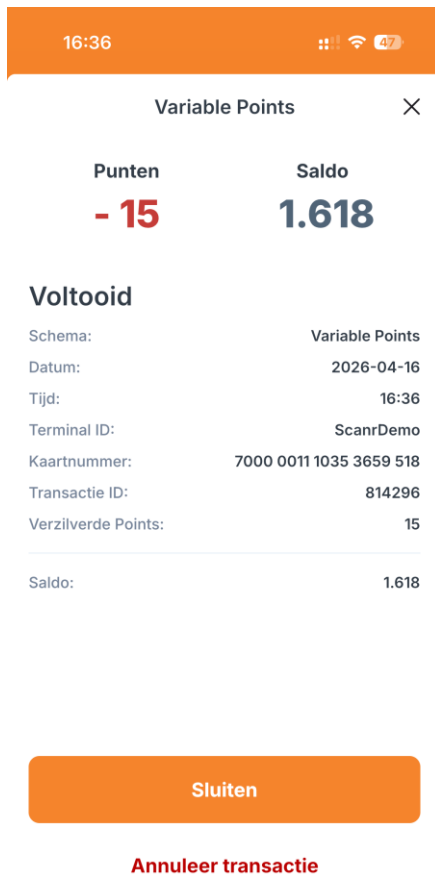 16:36 47
Variable Points
Punten Saldo
- 15 1.618
Voltooid
Schema: Variable Points
Datum: 2026-04-16
Tijd: 16:36
Terminal ID: ScanrDemo
Kaartnummer: 7000 0011 1035 3659 518
Transactie ID: 814296
Verzilverde Points: 15
Saldo: 1.618
Sluiten
Annuleer transactie